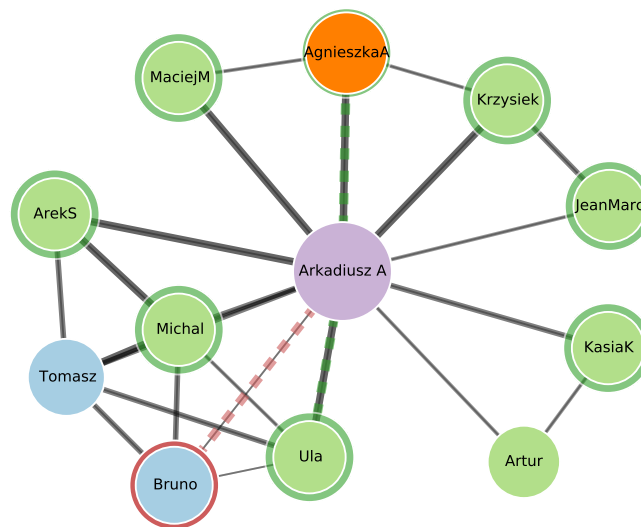 AgnieszkaA
MaciejM
Krzysiek
JeanMarc
ArekS
Arkadiusz A
Michal
KasiaK
Tomasz
Ula
Artur
Bruno